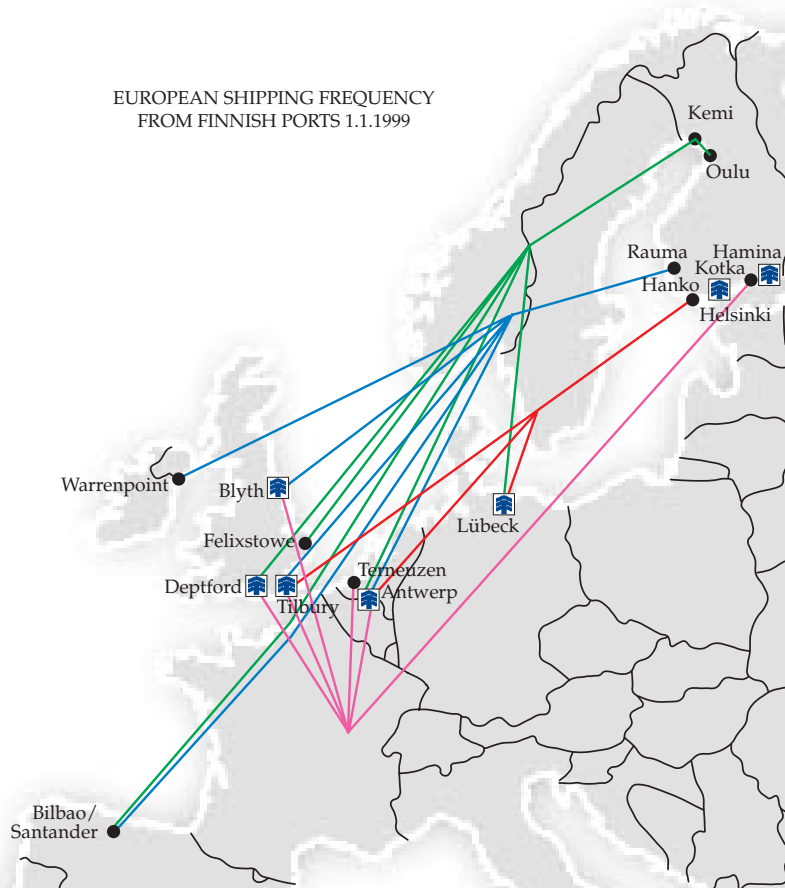 EUROPEAN SHIPPING FREQUENCY
FROM FINNISH PORTS 1.1.1999
Kemi
Oulu
Rauma
Hamina
Kotka
Hanko
Helsinki
Warrenpoint
Blyth
Lübeck
Felixstowe
Terneuzen
Deptford
Antwerp
Tilbury
Bilbao/
Santander